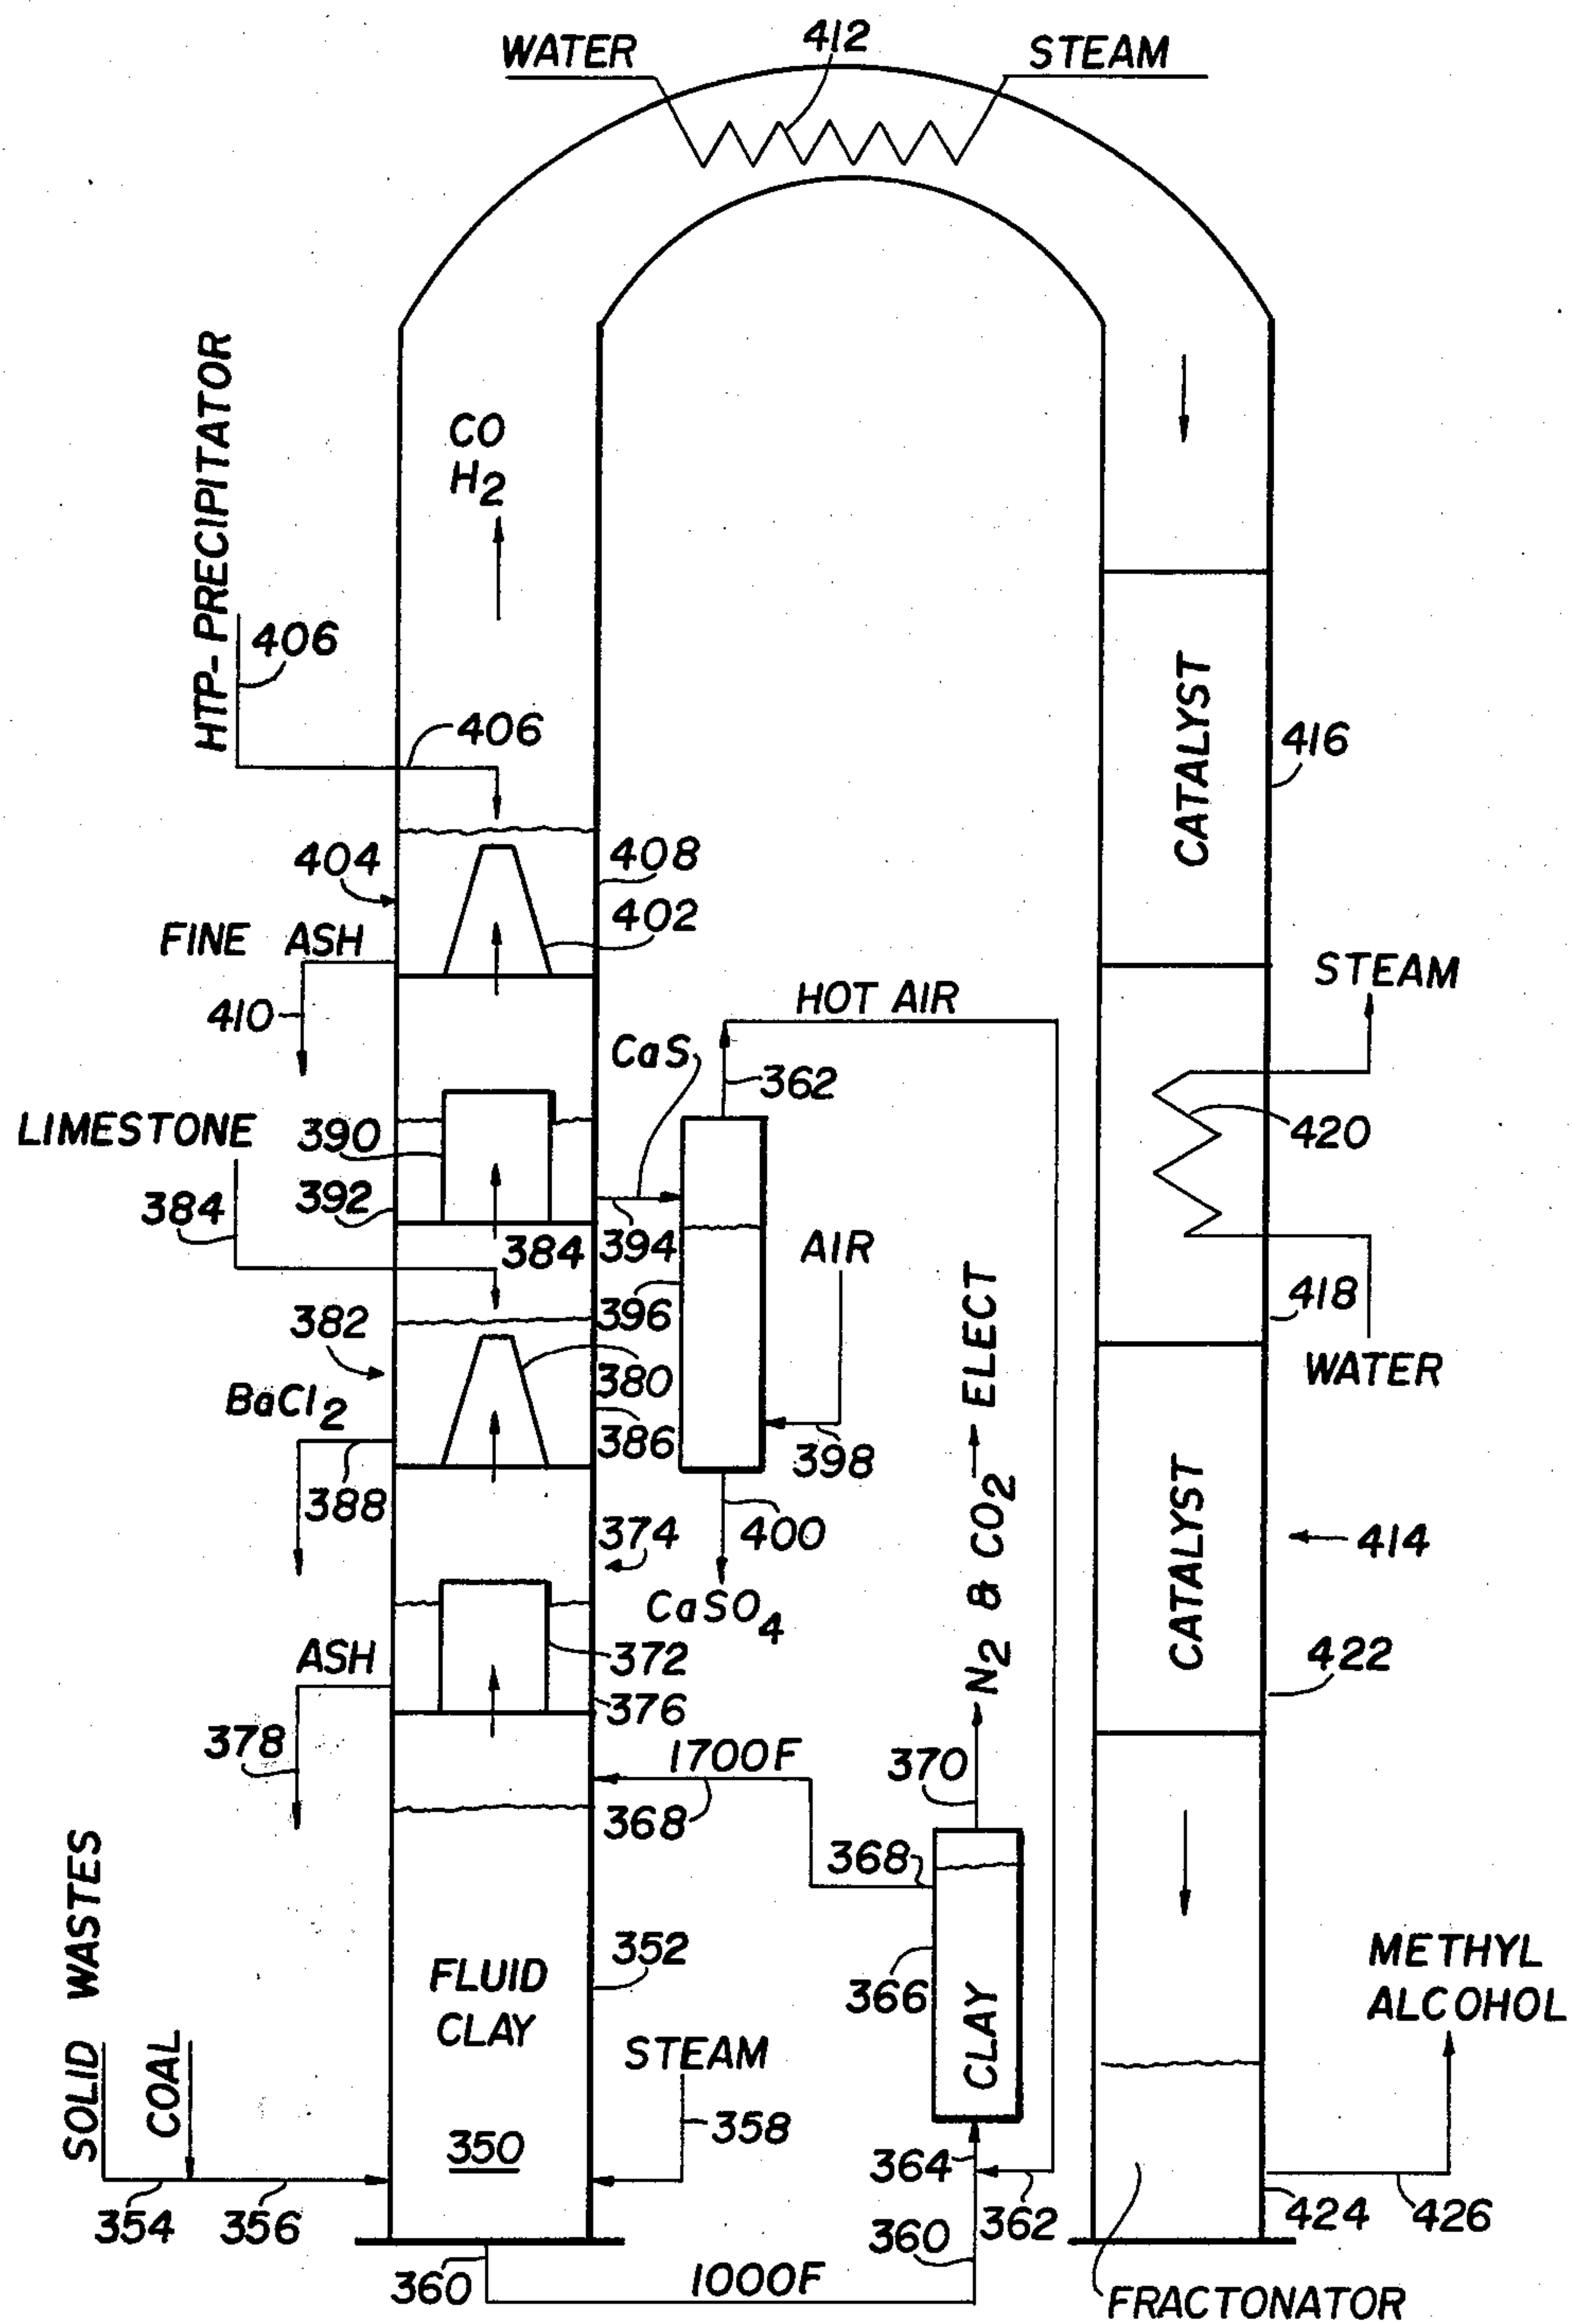 WATER
412
STEAM
CO
H2
HTP-PRECIPITATOR
406
406
CATALYST
416
404
408
402
FINE ASH
410
HOT AIR
CaS
362
STEAM
LIMESTONE
390
420
384
392
384
394
AIR
396
418
382
380
WATER
BaCl2
386
398
388
400
374
N2 & CO2
ELECT
CATALYST
414
CaSO4
ASH
372
376
422
378
1700F
370
368
368
SOLID WASTES
COAL
FLUID
CLAY
352
366
CLAY
METHYL
ALCOHOL
STEAM
350
358
364
354
356
362
360
424
426
360
1000F
FRACTONATOR